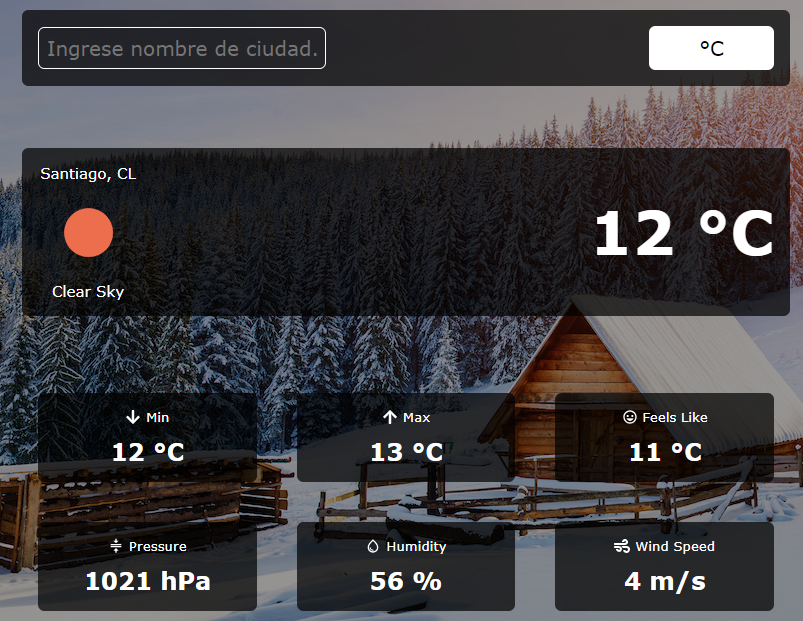 Ingrese nombre de ciudad.
°C
Santiago, CL
12 °C
Clear Sky
Min
12 °C
Max
13 °C
Feels Like
11 °C
Pressure
1021 hPa
Humidity
56 %
Wind Speed
4 m/s